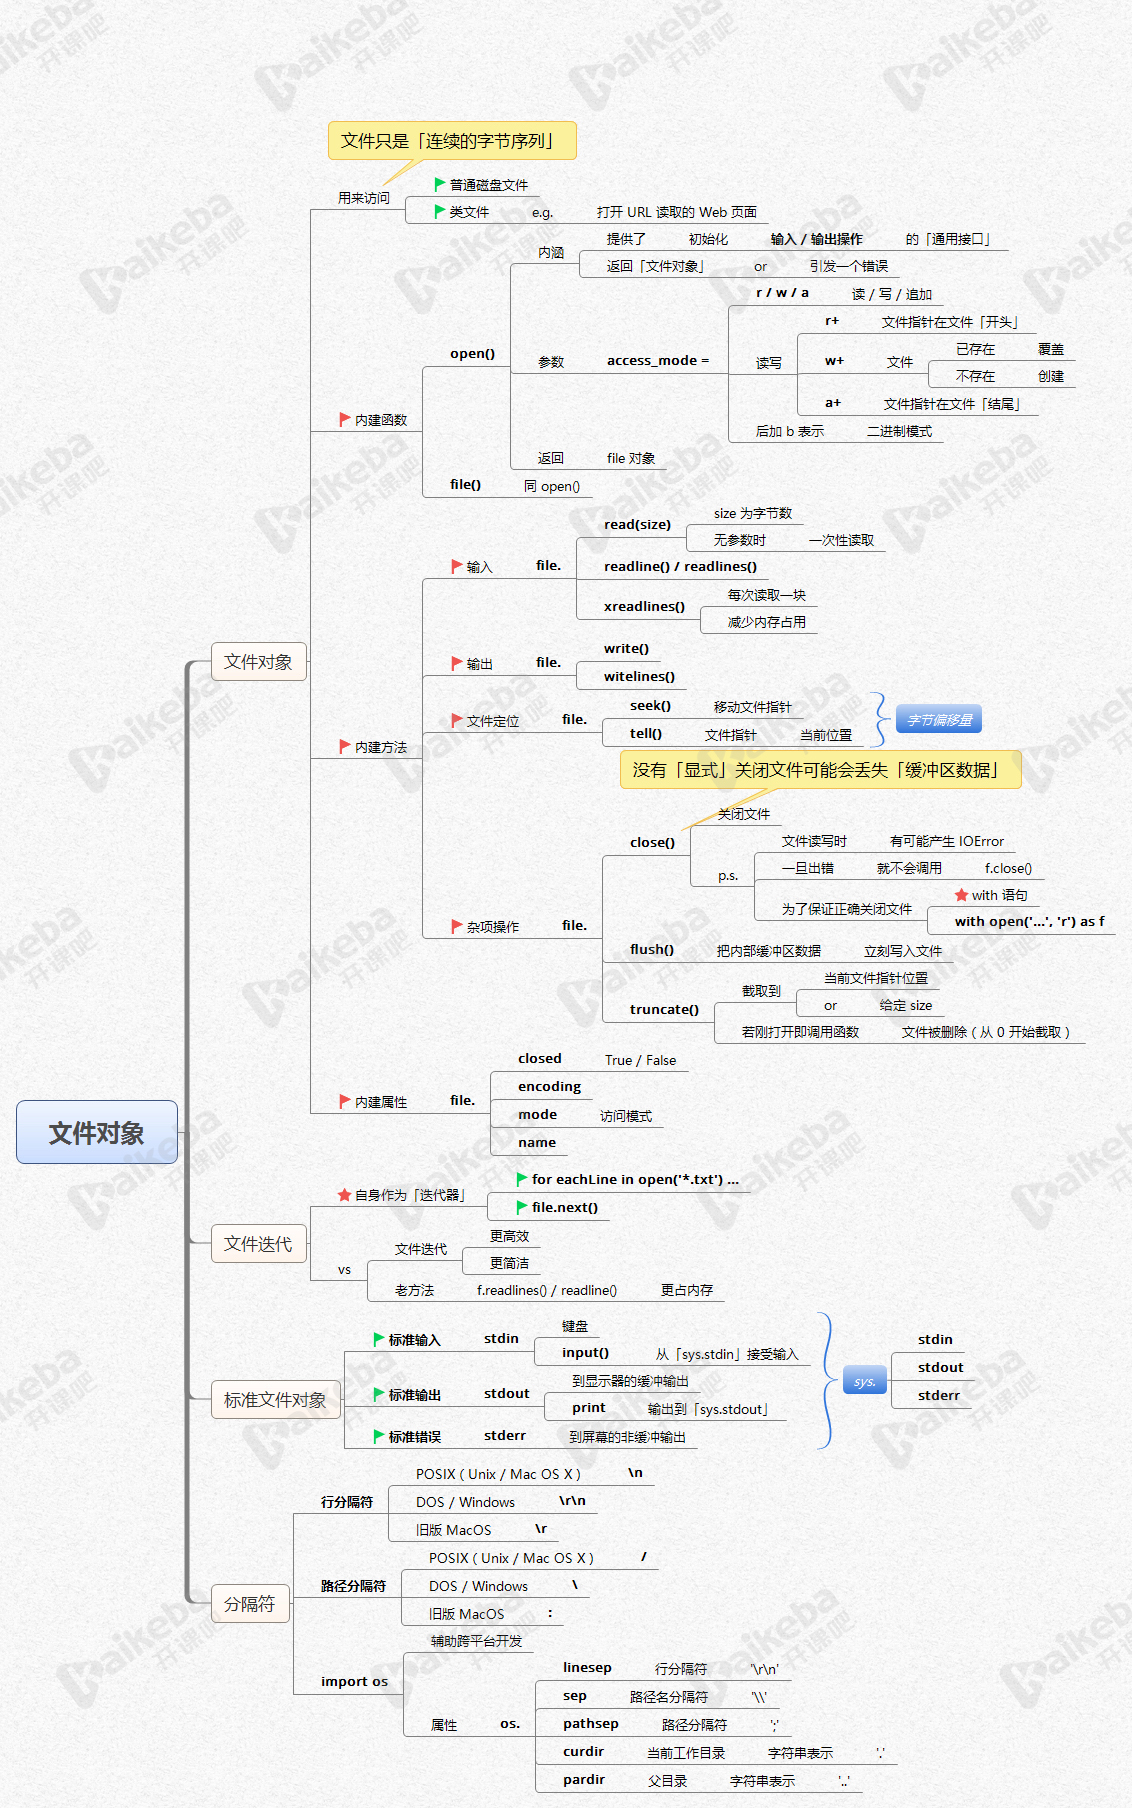 文件只是「连续的字节序列」
用来访问
普通磁盘文件
类文件 e.g. 打开 URL 读取的 Web 页面
内涵
提供了 初始化 输入 / 输出操作 的「通用接口」
返回「文件对象」 or 引发一个错误
open()
参数 access_mode =
r / w / a 读 / 写 / 追加
读写
r+ 文件指针在文件「开头」
w+ 文件
已存在 覆盖
不存在 创建
a+ 文件指针在文件「结尾」
后加 b 表示 二进制模式
内建函数
返回 file 对象
file() 同 open()
输入 file.
read(size)
size 为字节数
无参数时 一次性读取
readline() / readlines()
xreadlines()
每次读取一块
减少内存占用
文件对象
输出 file.
write()
witelines()
文件定位 file.
seek() 移动文件指针
tell() 文件指针 当前位置
字节偏移量
内建方法
没有「显式」关闭文件可能会丢失「缓冲区数据」
close()
关闭文件
p.s.
文件读写时 有可能产生 IOError
一旦出错 就不会调用 f.close()
为了保证正确关闭文件
with 语句
with open('...', 'r') as f
杂项操作 file.
flush() 把内部缓冲区数据 立刻写入文件
truncate()
截取到
当前文件指针位置
or 给定 size
若刚打开即调用函数 文件被删除 ( 从 0 开始截取 )
内建属性 file.
closed True / False
encoding
mode 访问模式
name
文件对象
文件迭代
自身作为「迭代器」
for eachLine in open('*.txt') ...
file.next()
vs
文件迭代
更高效
更简洁
老方法 f.readlines() / readline() 更占内存
标准文件对象
标准输入 stdin
键盘
input() 从「sys.stdin」接受输入
标准输出 stdout
到显示器的缓冲输出
print 输出到「sys.stdout」
标准错误 stderr 到屏幕的非缓冲输出
sys.
stdin
stdout
stderr
分隔符
行分隔符
POSIX ( Unix / Mac OS X ) \n
DOS / Windows \r\n
旧版 MacOS \r
路径分隔符
POSIX ( Unix / Mac OS X ) /
DOS / Windows \
旧版 MacOS :
import os
辅助跨平台开发
属性 os.
linesep 行分隔符 '\r\n'
sep 路径名分隔符 '\\'
pathsep 路径分隔符 ';'
curdir 当前工作目录 字符串表示 '.'
pardir 父目录 字符串表示 '..'
Kaikeba
开课吧